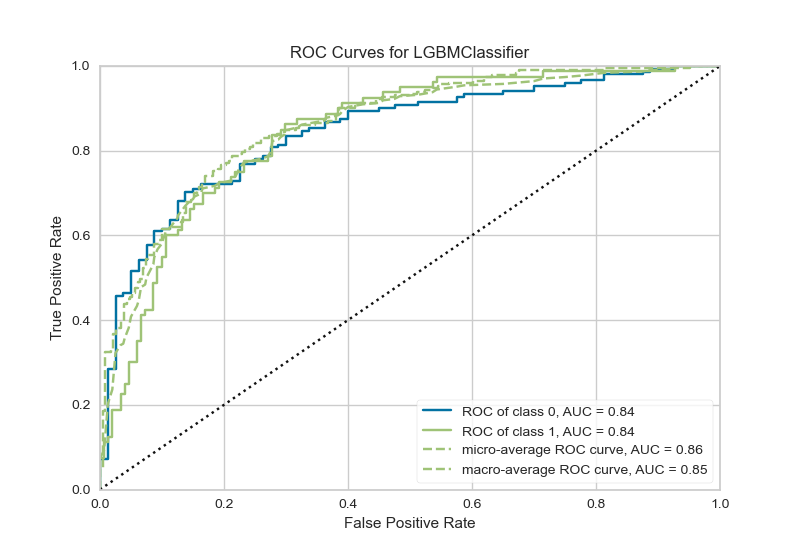 ROC Curves for LGBMClassifier
1.0
0.8
0.6
0.4
0.2
0.0
True Positive Rate
ROC of class 0, AUC = 0.84
ROC of class 1, AUC = 0.84
micro-average ROC curve, AUC = 0.86
macro-average ROC curve, AUC = 0.85
0.0 0.2 0.4 0.6 0.8 1.0
False Positive Rate